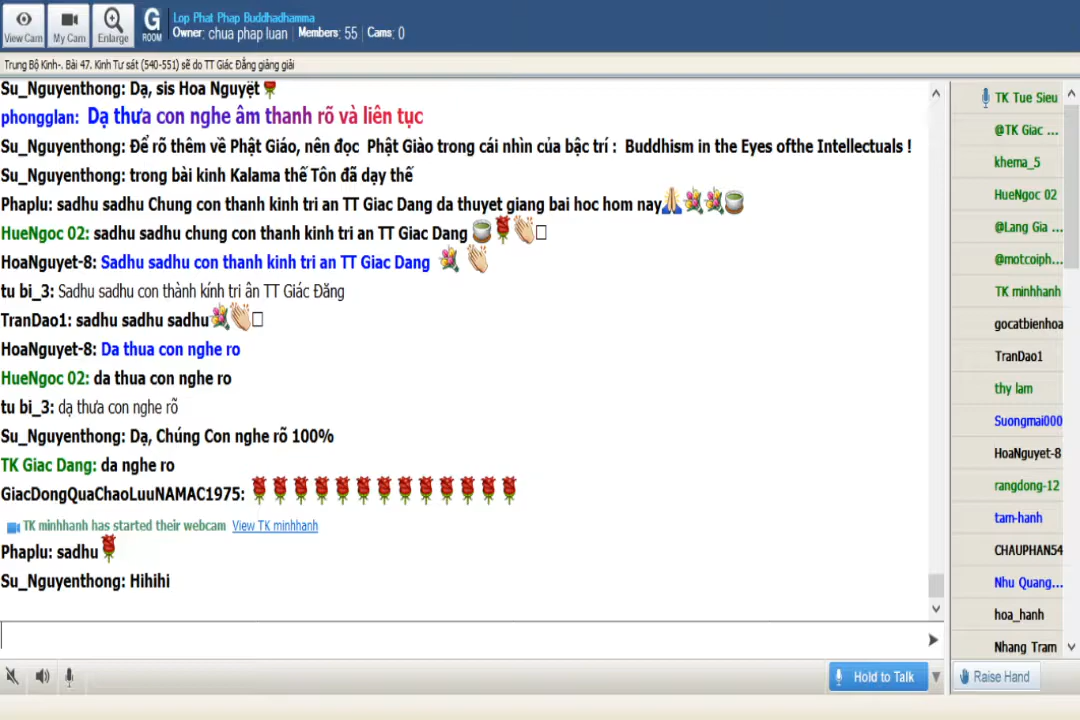 View Cam
My Cam
Enlarge
G
ROOM
Lop Phat Phap Buddhadhamma
Owner: chua phap luan | Members: 55 | Cams: 0
Trung Bộ Kinh-. Bài 47. Kinh Tư sát (540-551) sẽ do TT Giác Đẳng giảng giải
Su_Nguyenthong: Dạ, sis Hoa Nguyệt
phongglan: Dạ thưa con nghe âm thanh rõ và liên tục
Su_Nguyenthong: Để rõ thêm về Phật Giáo, nên đọc Phật Giào trong cái nhìn của bậc trí : Buddhism in the Eyes ofthe Intellectuals !
Su_Nguyenthong: trong bài kinh Kalama thế Tôn đã dạy thế
Phaplu: sadhu sadhu Chung con thanh kinh tri an TT Giac Dang da thuyet giang bai hoc hom nay
HueNgoc 02: sadhu sadhu chung con thanh kinh tri an TT Giac Dang
HoaNguyet-8: Sadhu sadhu con thanh kinh tri an TT Giac Dang
tu bi_3: Sadhu sadhu con thành kính tri ân TT Giác Đăng
TranDao1: sadhu sadhu sadhu
HoaNguyet-8: Da thua con nghe ro
HueNgoc 02: da thua con nghe ro
tu bi_3: dạ thưa con nghe rõ
Su_Nguyenthong: Dạ, Chúng Con nghe rõ 100%
TK Giac Dang: da nghe ro
GiacDongQuaChaoLuuNAMAC1975:
TK minhhanh has started their webcam View TK minhhanh
Phaplu: sadhu
Su_Nguyenthong: Hihihi
Hold to Talk
TK Tue Sieu
@TK Giac ...
khema_5
HueNgoc 02
@Lang Gia ...
@motcoiph...
TK minhhanh
gocatbienhoa
TranDao1
thy lam
Suongmai000
HoaNguyet-8
rangdong-12
tam-hanh
CHAUPHAN54
Nhu Quang...
hoa_hanh
Nhang Tram
Raise Hand